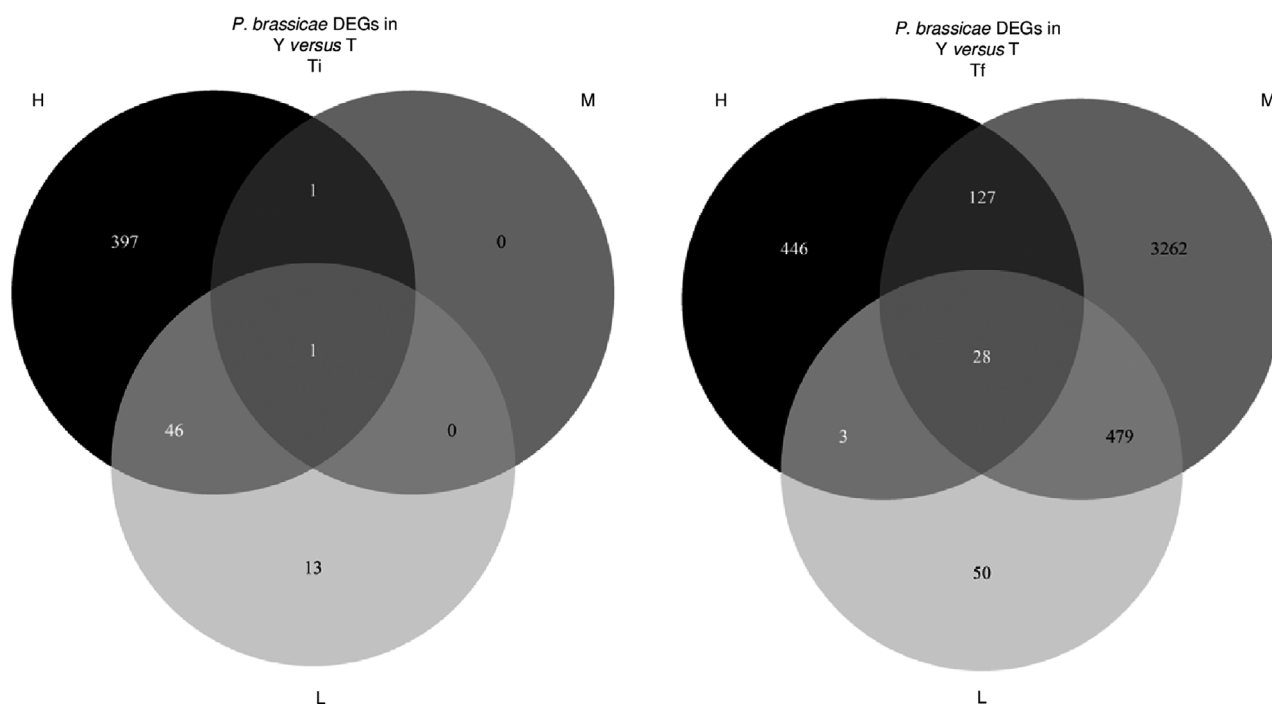 P. brassicae DEGs in
Y versus T
Ti
H
M
1
397
0
1
46
0
13
L
P. brassicae DEGs in
Y versus T
Tf
H
M
127
446
3262
28
3
479
50
L